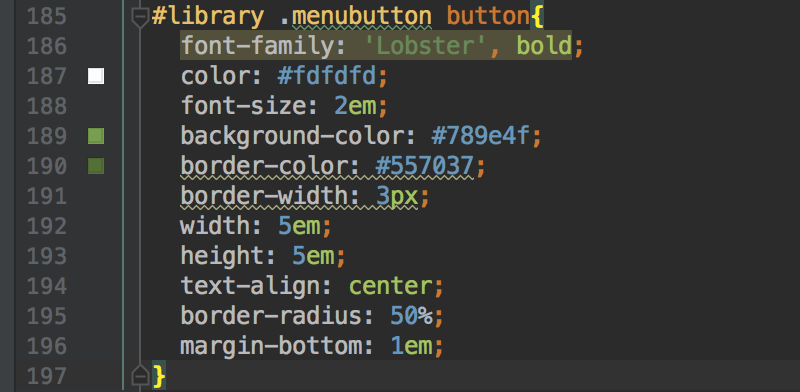 185 #library .menubutton button{
186 font-family: 'Lobster', bold;
187 color: #fdfdfd;
188 font-size: 2em;
189 background-color: #789e4f;
190 border-color: #557037;
191 border-width: 3px;
192 width: 5em;
193 height: 5em;
194 text-align: center;
195 border-radius: 50%;
196 margin-bottom: 1em;
197 }